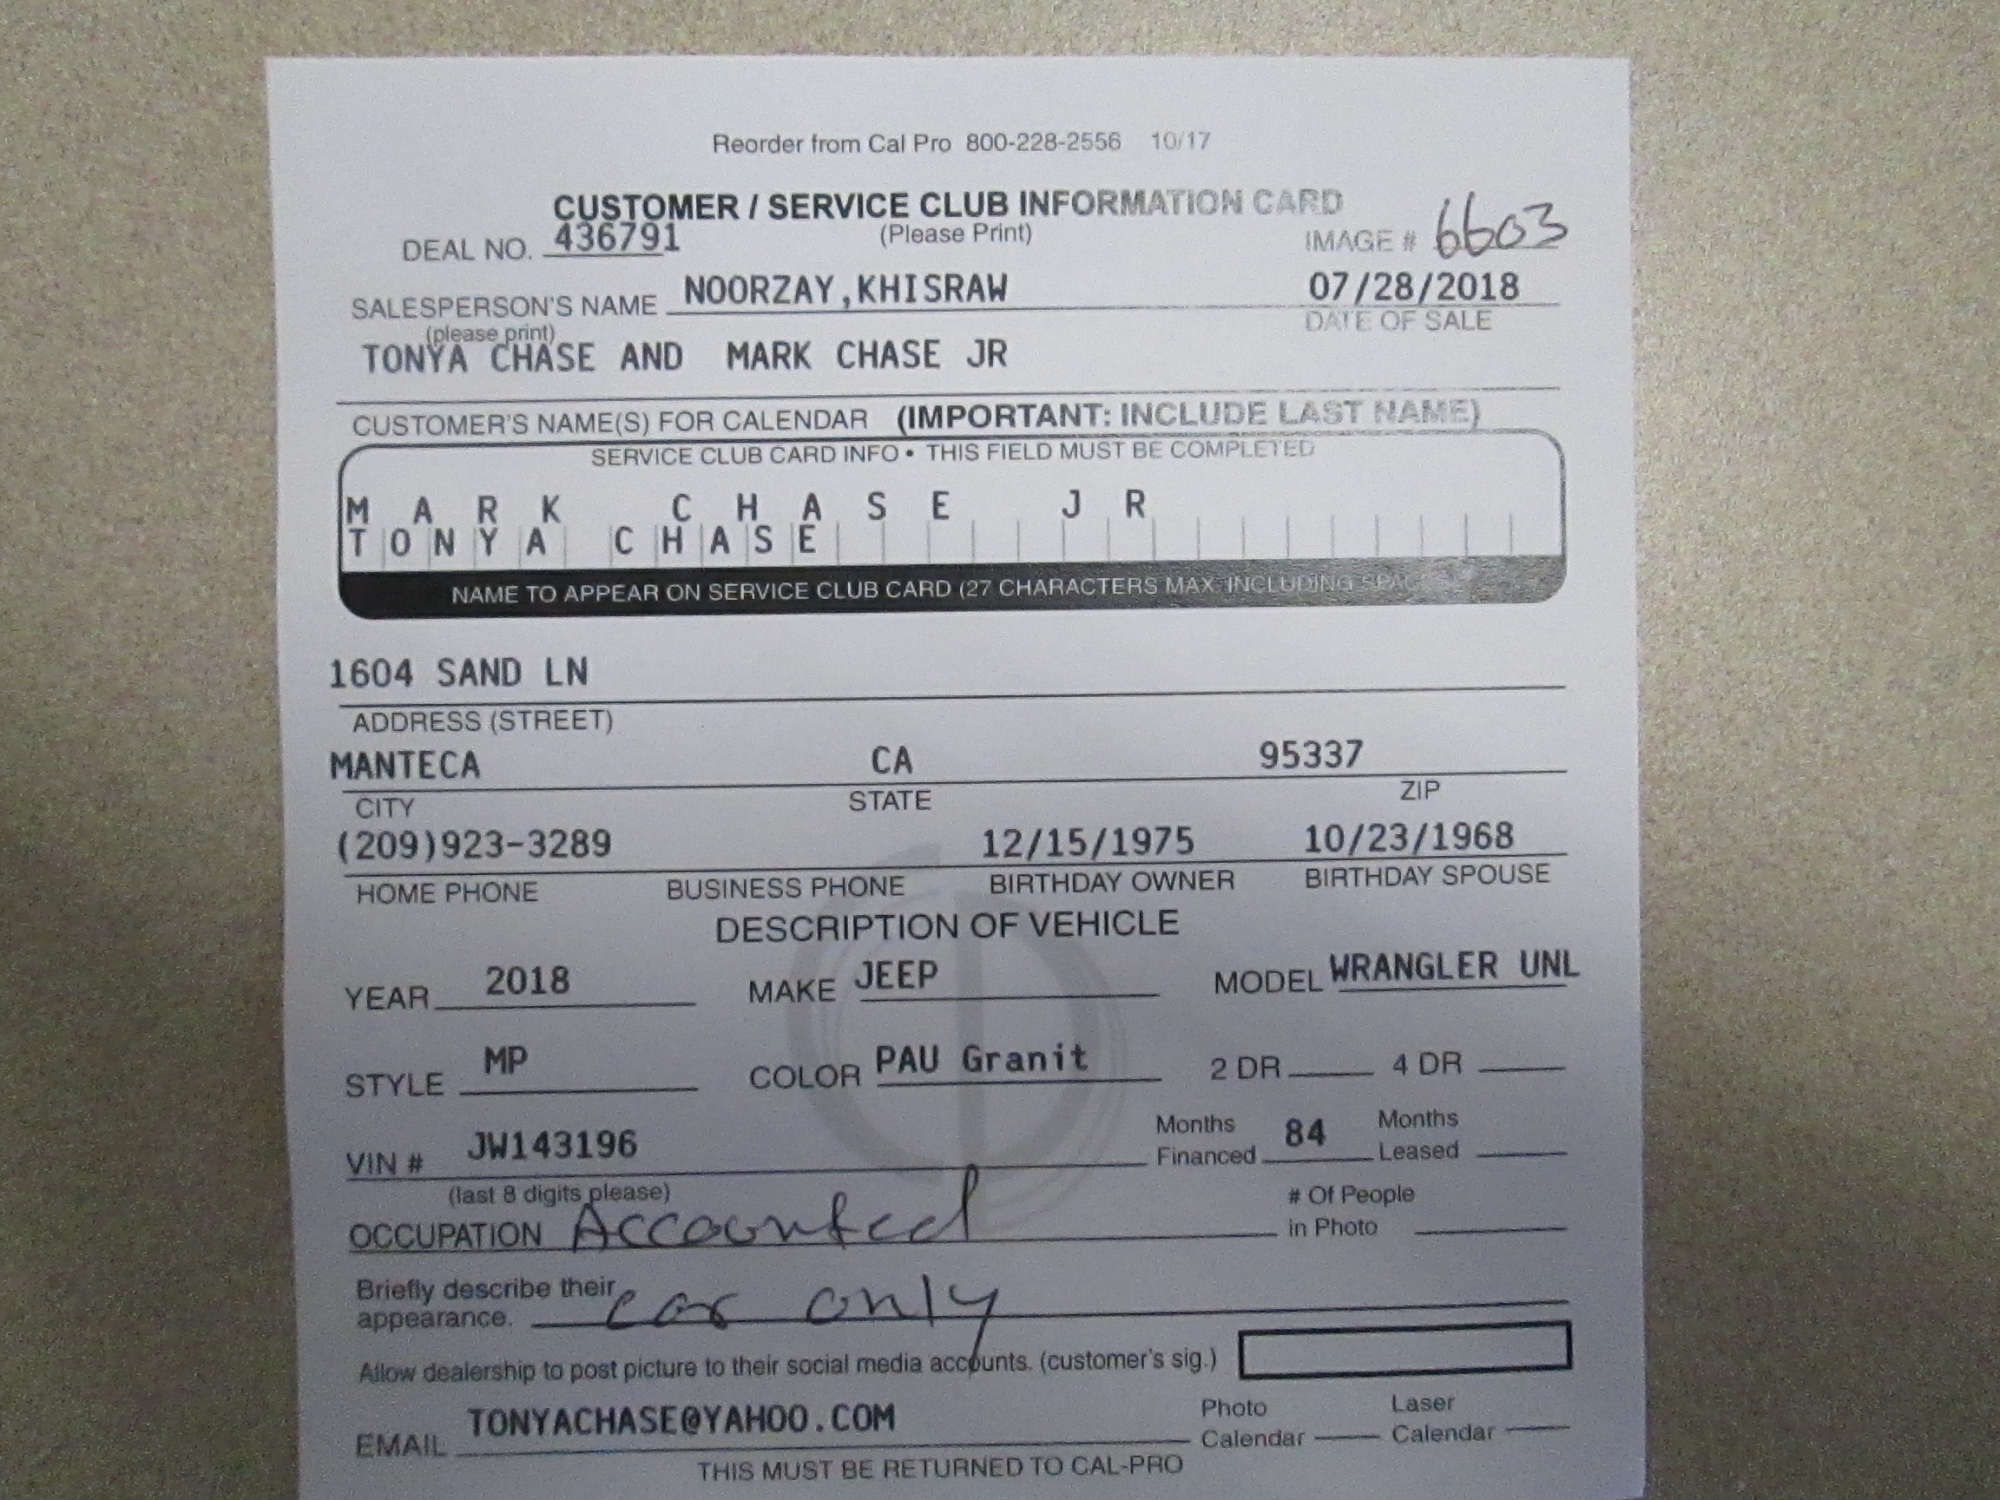 Reorder from Cal Pro 800-228-2556 10/17
CUSTOMER / SERVICE CLUB INFORMATION CARD
DEAL NO. 436791 (Please Print) IMAGE # 6603
SALESPERSON'S NAME NOORZAY,KHISRAW 07/28/2018
(please print) DATE OF SALE
TONYA CHASE AND MARK CHASE JR
CUSTOMER'S NAME(S) FOR CALENDAR (IMPORTANT: INCLUDE LAST NAME)
SERVICE CLUB CARD INFO • THIS FIELD MUST BE COMPLETED
MARK CHASE JR
TONYA CHASE
NAME TO APPEAR ON SERVICE CLUB CARD (27 CHARACTERS MAX. INCLUDING SPACES)
1604 SAND LN
ADDRESS (STREET)
MANTECA CA 95337
CITY STATE ZIP
(209)923-3289 12/15/1975 10/23/1968
HOME PHONE BUSINESS PHONE BIRTHDAY OWNER BIRTHDAY SPOUSE
DESCRIPTION OF VEHICLE
YEAR 2018 MAKE JEEP MODEL WRANGLER UNL
STYLE MP COLOR PAU Granit 2 DR 4 DR
VIN # JW143196 Months Financed 84 Months Leased
(last 8 digits please) # Of People in Photo
OCCUPATION Accounted
Briefly describe their appearance. car only
Allow dealership to post picture to their social media accounts. (customer's sig.)
EMAIL TONYACHASE@YAHOO.COM Photo Calendar Laser Calendar
THIS MUST BE RETURNED TO CAL-PRO